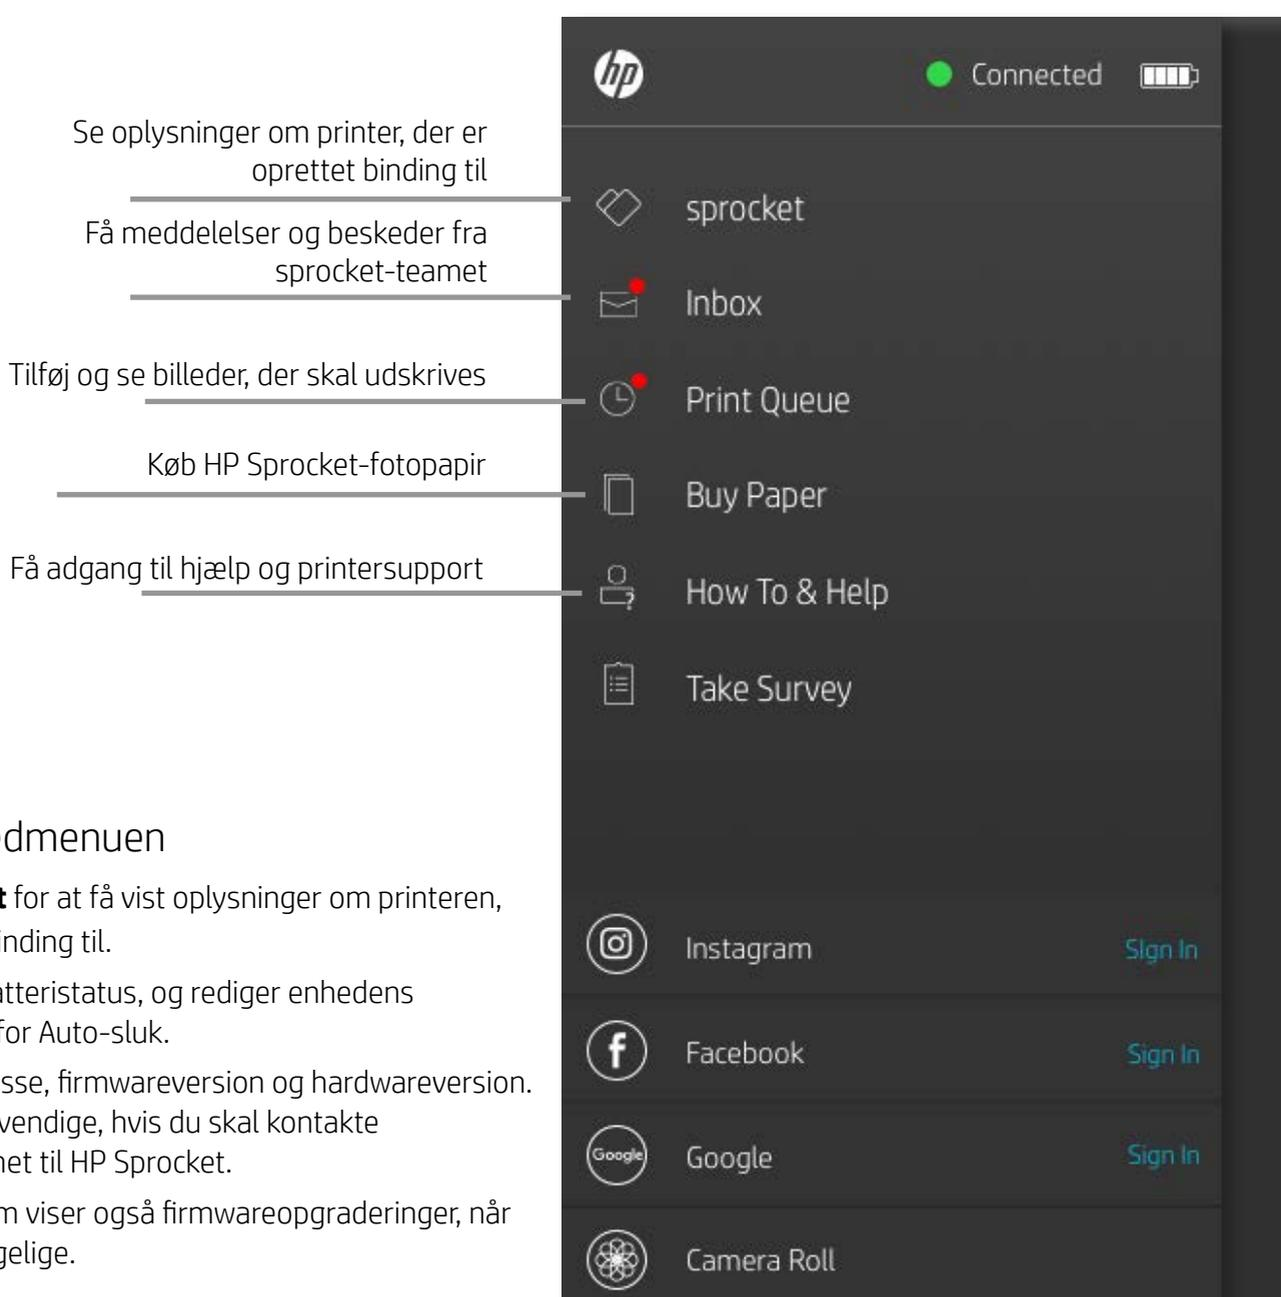 Se oplysninger om printer, der er
oprettet binding til
Få meddelelser og beskeder fra
sprocket-teamet
Tilføj og se billeder, der skal udskrives
Køb HP Sprocket-fotopapir
Få adgang til hjælp og printersupport
hp
Connected
sprocket
Inbox
Print Queue
Buy Paper
How To & Help
Take Survey
Instagram SIgn In
Facebook Sign In
Google Google Sign In
Camera Roll
dmenuen
t for at få vist oplysninger om printeren,
inding til.
atteristatus, og rediger enhedens
for Auto-sluk.
sse, firmwareversion og hardwareversion.
vendige, hvis du skal kontakte
et til HP Sprocket.
m viser også firmwareopgraderinger, når
gelige.